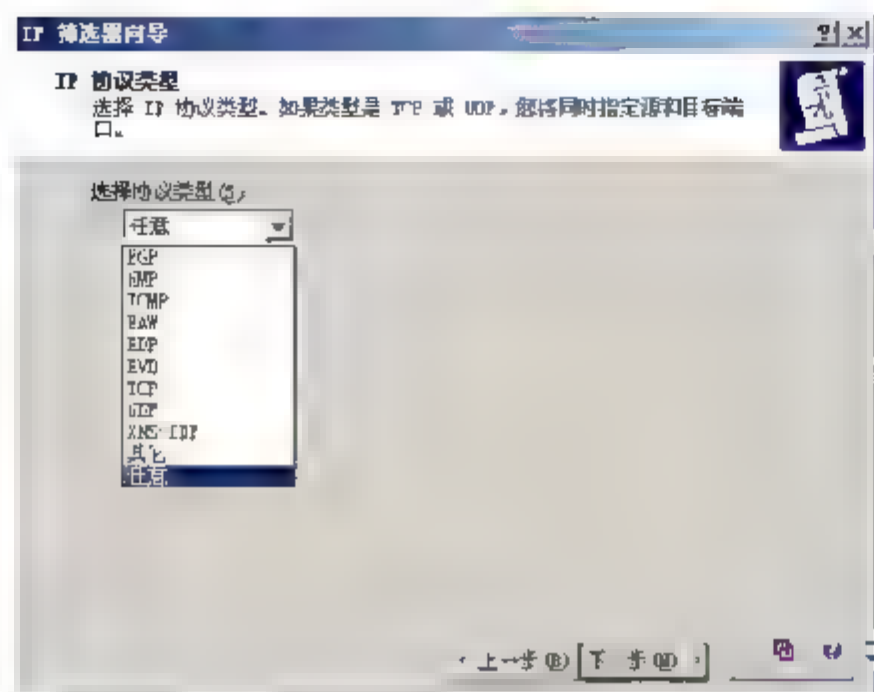 IP 筛选器向导
IP 协议类型
选择 IP 协议类型。如果类型是 TCP 或 UDP，您将同时指定源和目标端
口。
选择协议类型(S):
任意
EGP
HMP
ICMP
RAW
RDP
RVD
TCP
UDP
XNS-IDP
其它
任意
< 上一步(B)
下一步(N) >